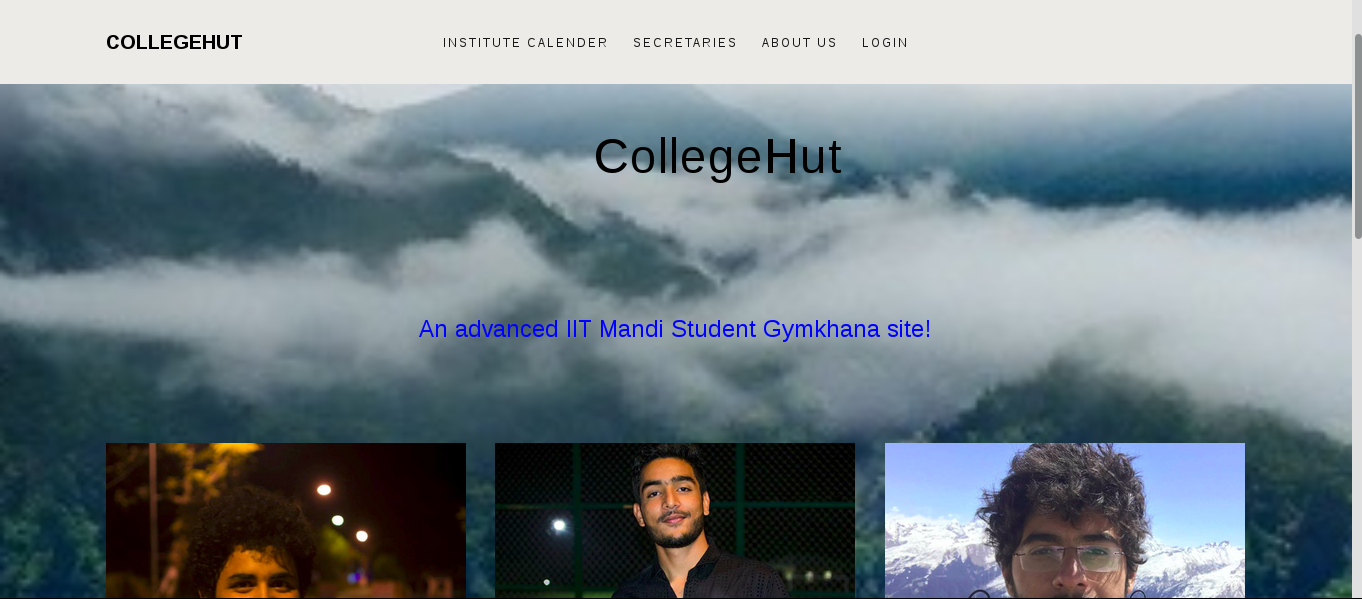 COLLEGEHUT
INSTITUTE CALENDER SECRETARIES ABOUT US LOGIN
CollegeHut
An advanced IIT Mandi Student Gymkhana site!